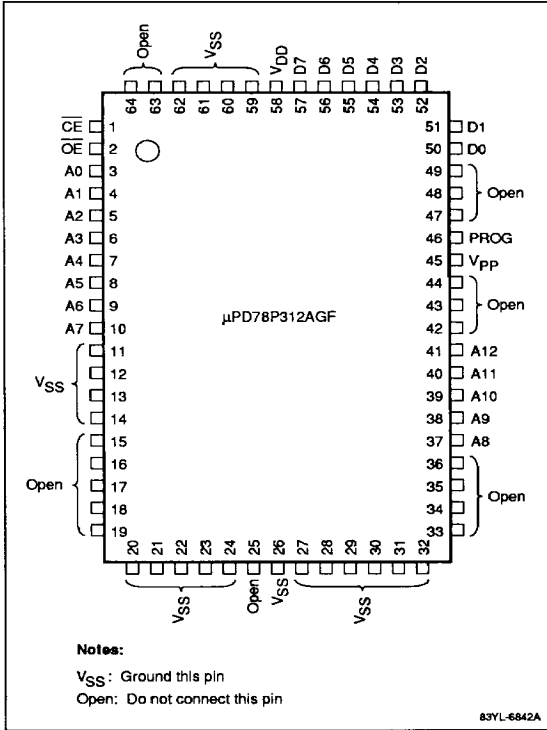 Open
VSS
VDD
D7
D6
D5
D4
D3
D2
64 63 62 61 60 59 58 57 56 55 54 53 52
CE 1
OE 2
A0 3
A1 4
A2 5
A3 6
A4 7
A5 8
A6 9
A7 10
11
12
VSS
13
14
15
16
Open
17
18
19
µPD78P312AGF
51 D1
50 D0
49
48 Open
47
46 PROG
45 VPP
44
43 Open
42
41 A12
40 A11
39 A10
38 A9
37 A8
36
35
Open
34
33
20 21 22 23 24 25 26 27 28 29 30 31 32
VSS
Open
VSS
VSS
Notes:
VSS: Ground this pin
Open: Do not connect this pin
83YL-6842A